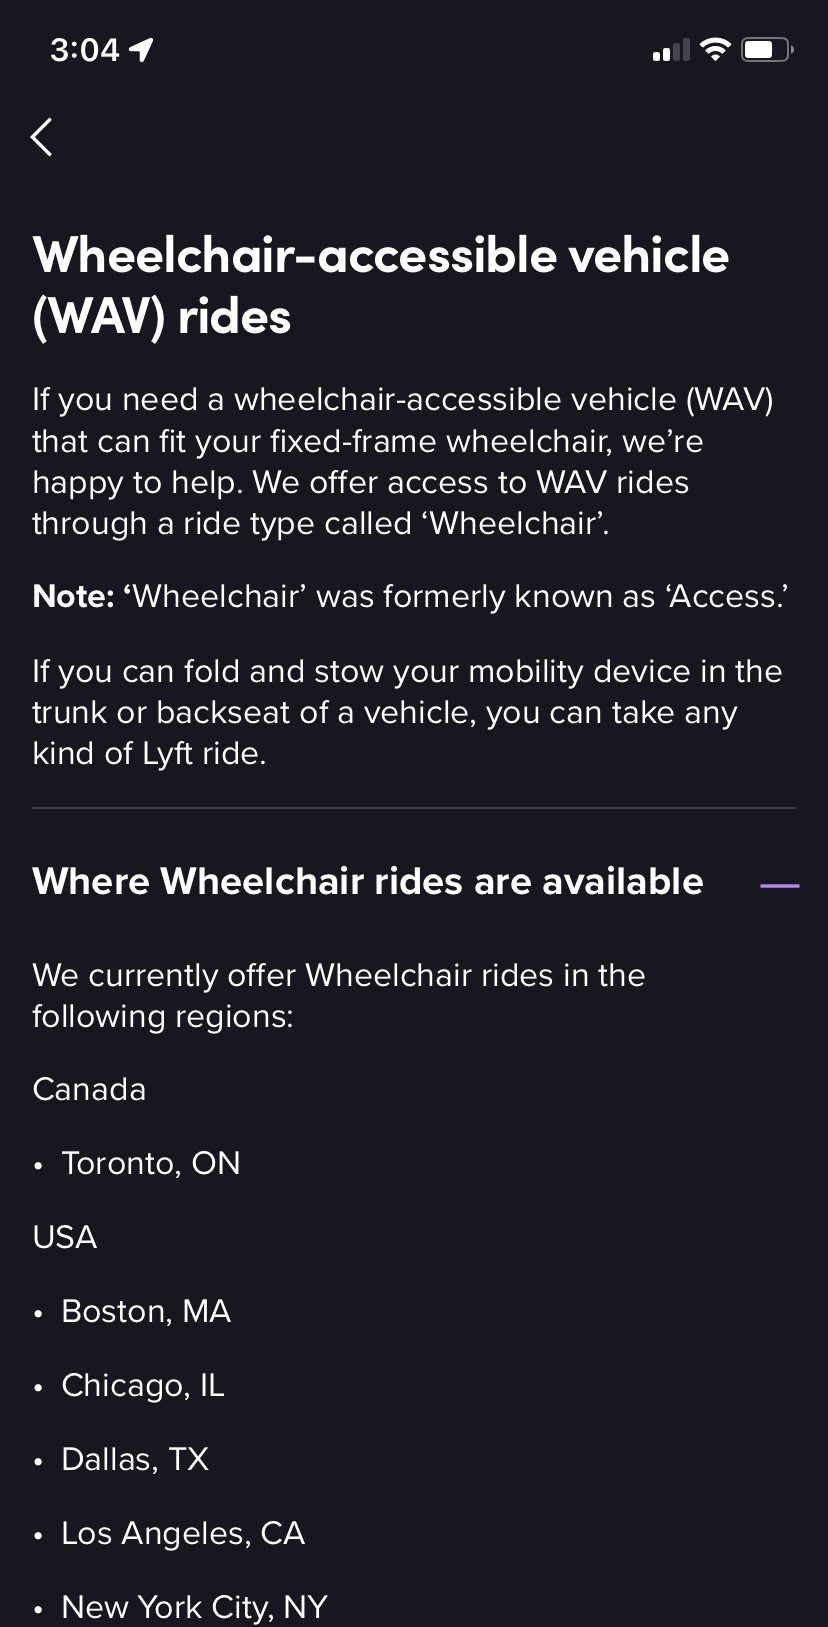 3:04
Wheelchair-accessible vehicle
(WAV) rides
If you need a wheelchair-accessible vehicle (WAV)
that can fit your fixed-frame wheelchair, we’re
happy to help. We offer access to WAV rides
through a ride type called ‘Wheelchair’.
Note: ‘Wheelchair’ was formerly known as ‘Access.’
If you can fold and stow your mobility device in the
trunk or backseat of a vehicle, you can take any
kind of Lyft ride.
Where Wheelchair rides are available
We currently offer Wheelchair rides in the
following regions:
Canada
• Toronto, ON
USA
• Boston, MA
• Chicago, IL
• Dallas, TX
• Los Angeles, CA
• New York City, NY